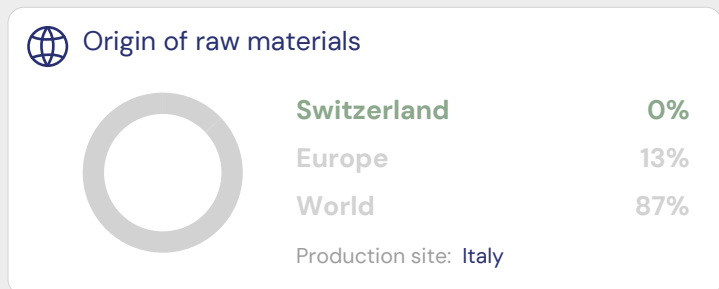 Origin of raw materials
Switzerland 0%
Europe 13%
World 87%
Production site: Italy